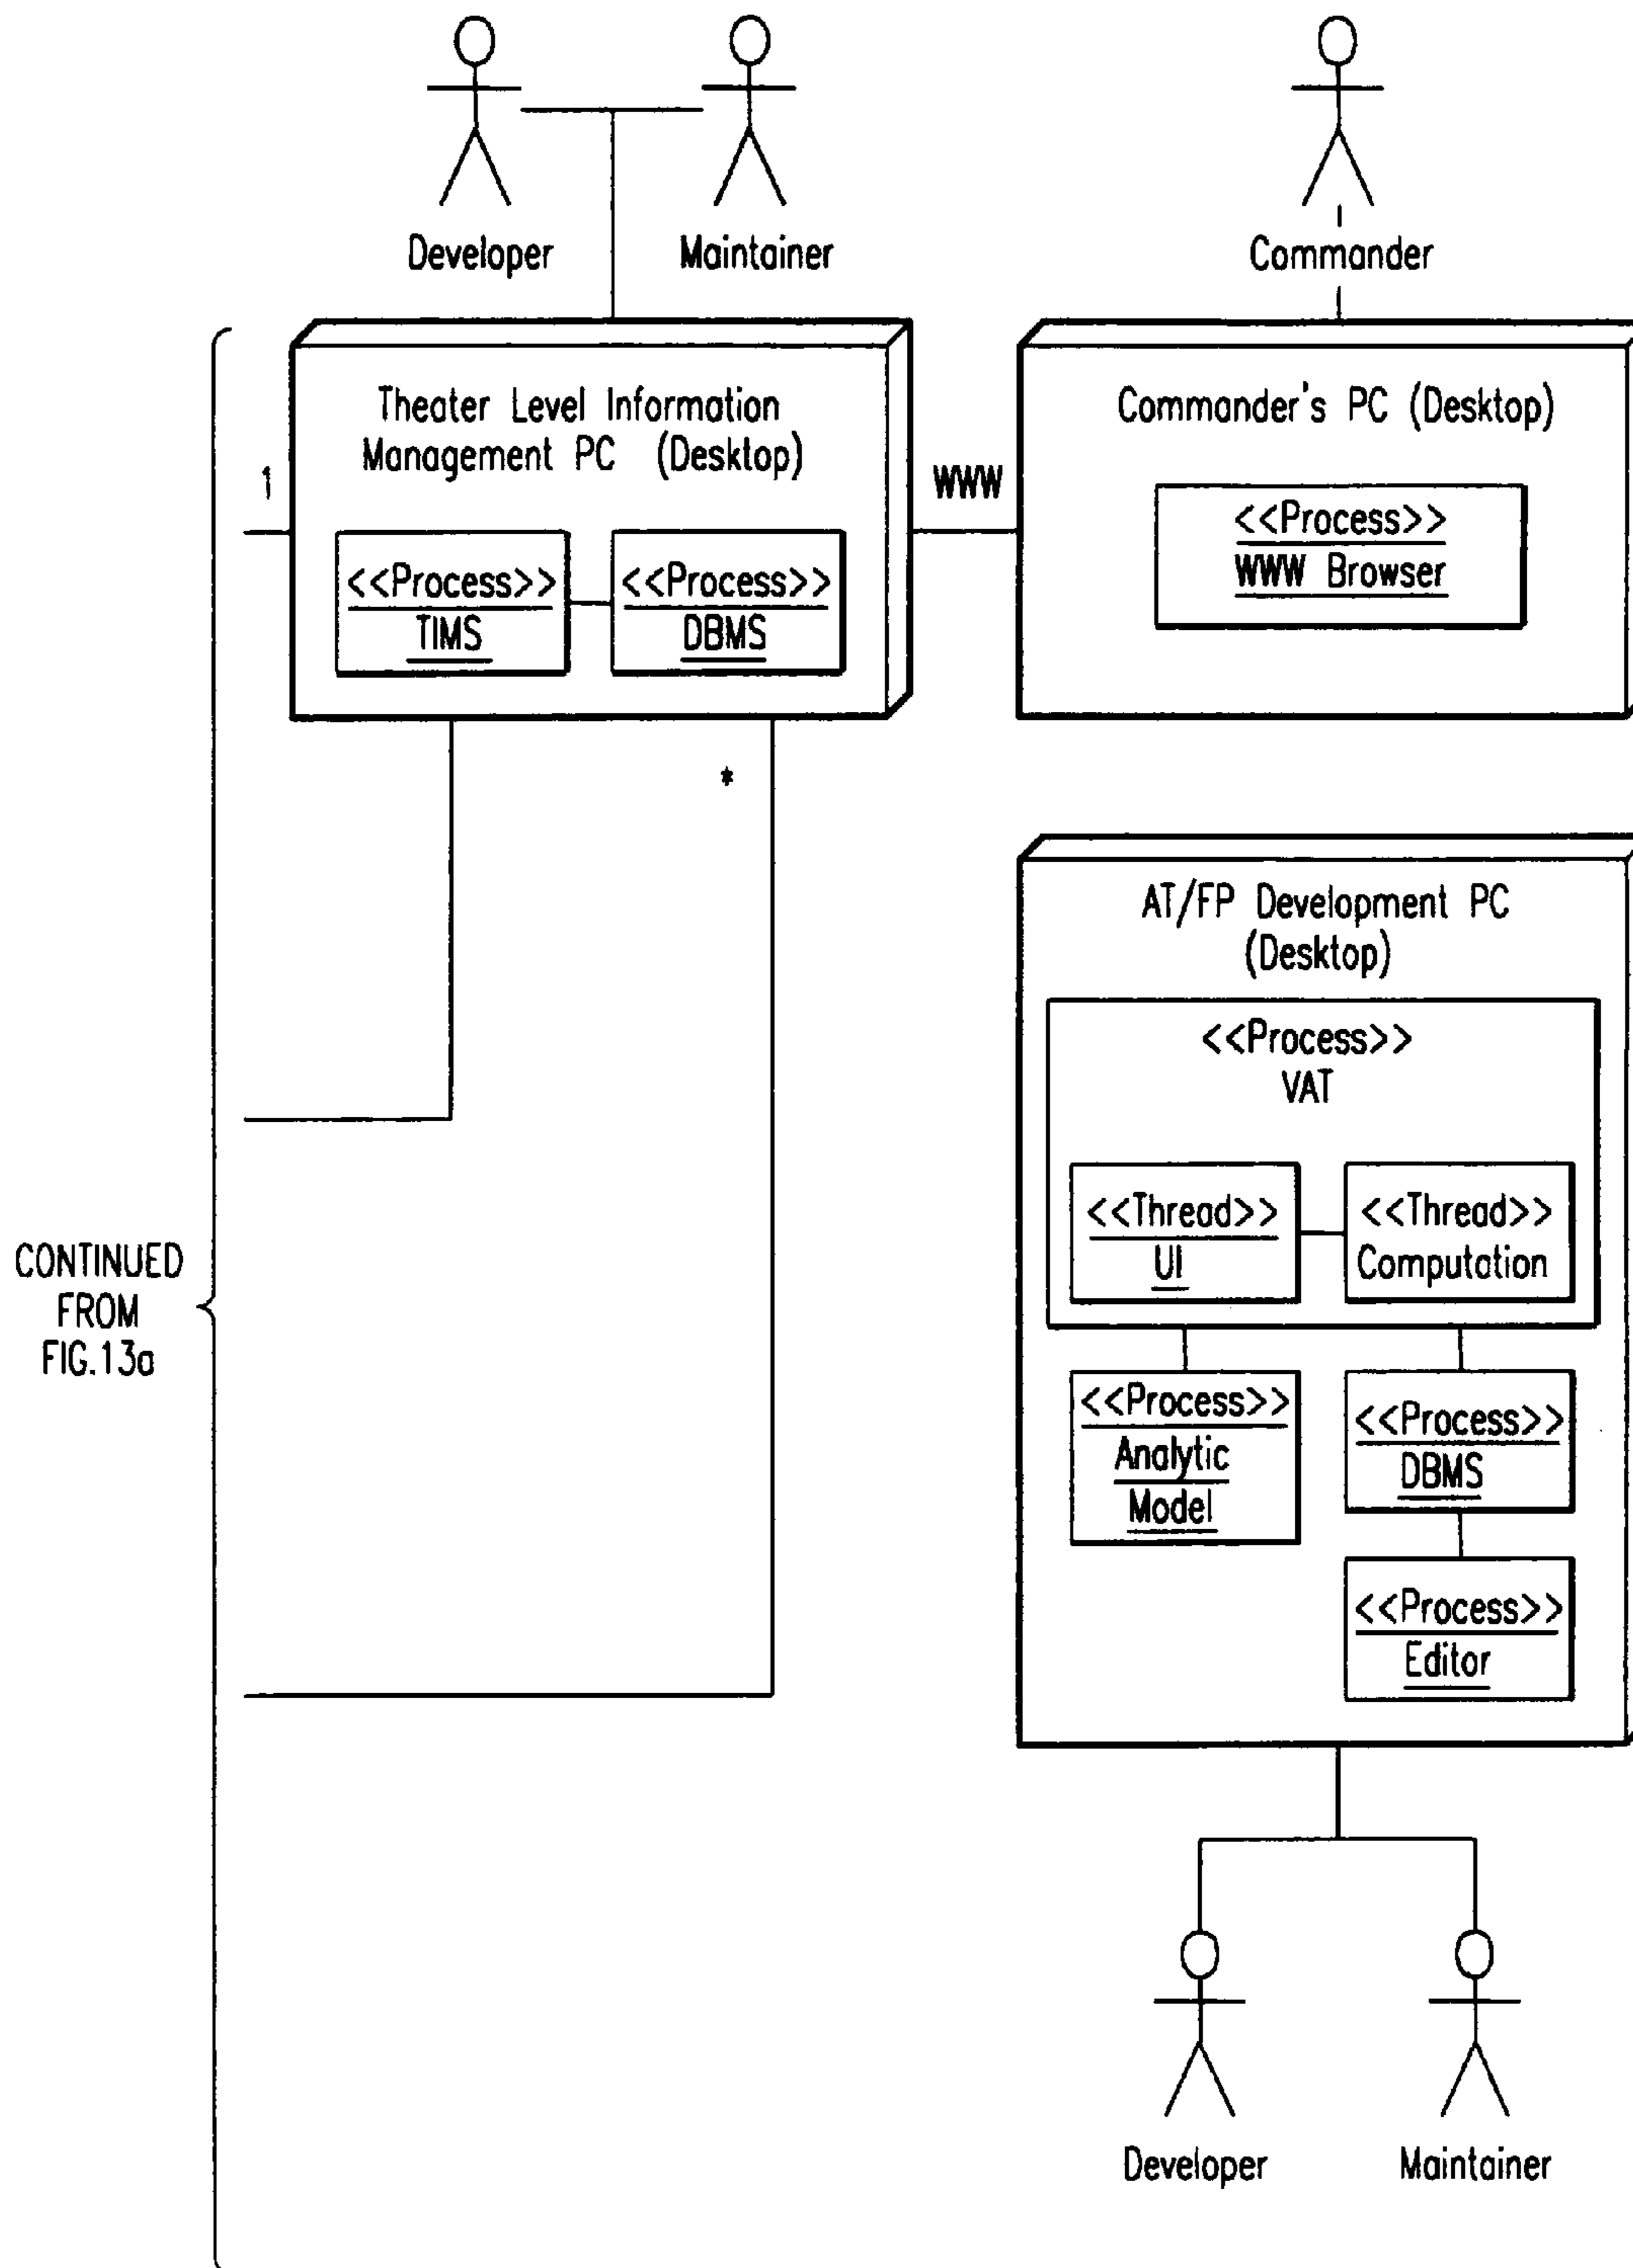 Developer
Maintainer
Commander
Theater Level Information
Management PC (Desktop)
1
<<Process>>
TIMS
<<Process>>
DBMS
WWW
Commander's PC (Desktop)
<<Process>>
WWW Browser
*
AT/FP Development PC
(Desktop)
<<Process>>
VAT
<<Thread>>
UI
<<Thread>>
Computation
CONTINUED
FROM
FIG.13a
<<Process>>
Analytic
Model
<<Process>>
DBMS
<<Process>>
Editor
Developer
Maintainer